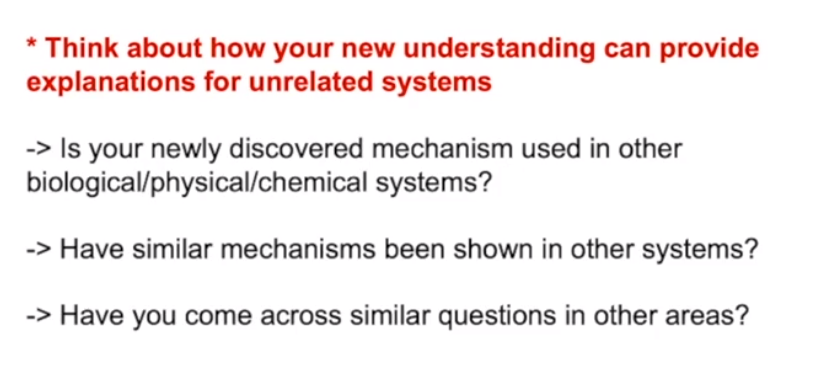 * Think about how your new understanding can provide
explanations for unrelated systems
-> Is your newly discovered mechanism used in other
biological/physical/chemical systems?
-> Have similar mechanisms been shown in other systems?
-> Have you come across similar questions in other areas?